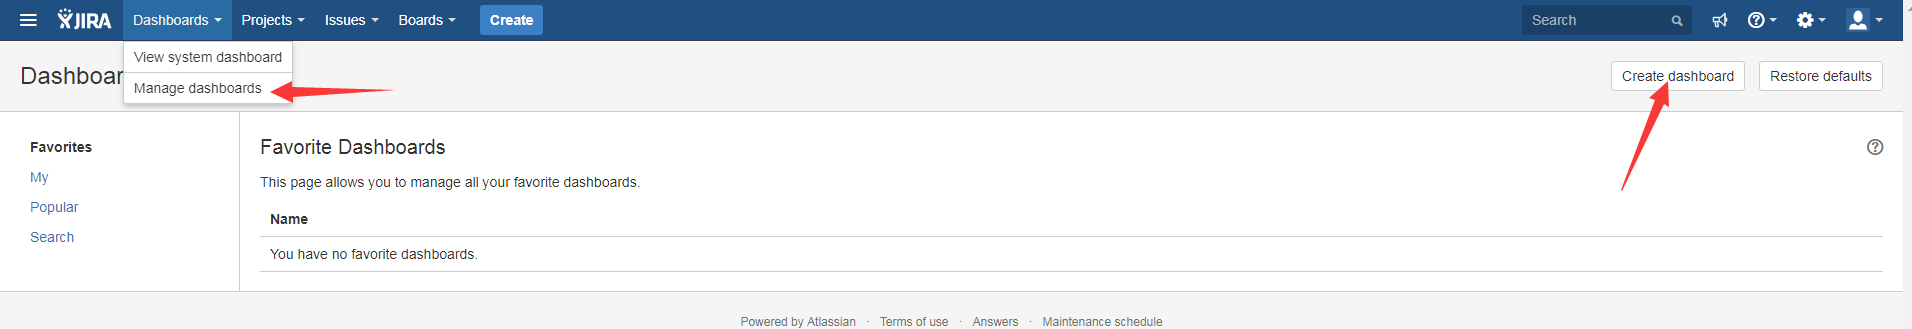 JIRA Dashboards Projects Issues Boards Create Search
View system dashboard
Manage dashboards
Dashboar
Create dashboard Restore defaults
Favorites
My
Popular
Search
Favorite Dashboards
This page allows you to manage all your favorite dashboards.
Name
You have no favorite dashboards.
Powered by Atlassian · Terms of use · Answers · Maintenance schedule